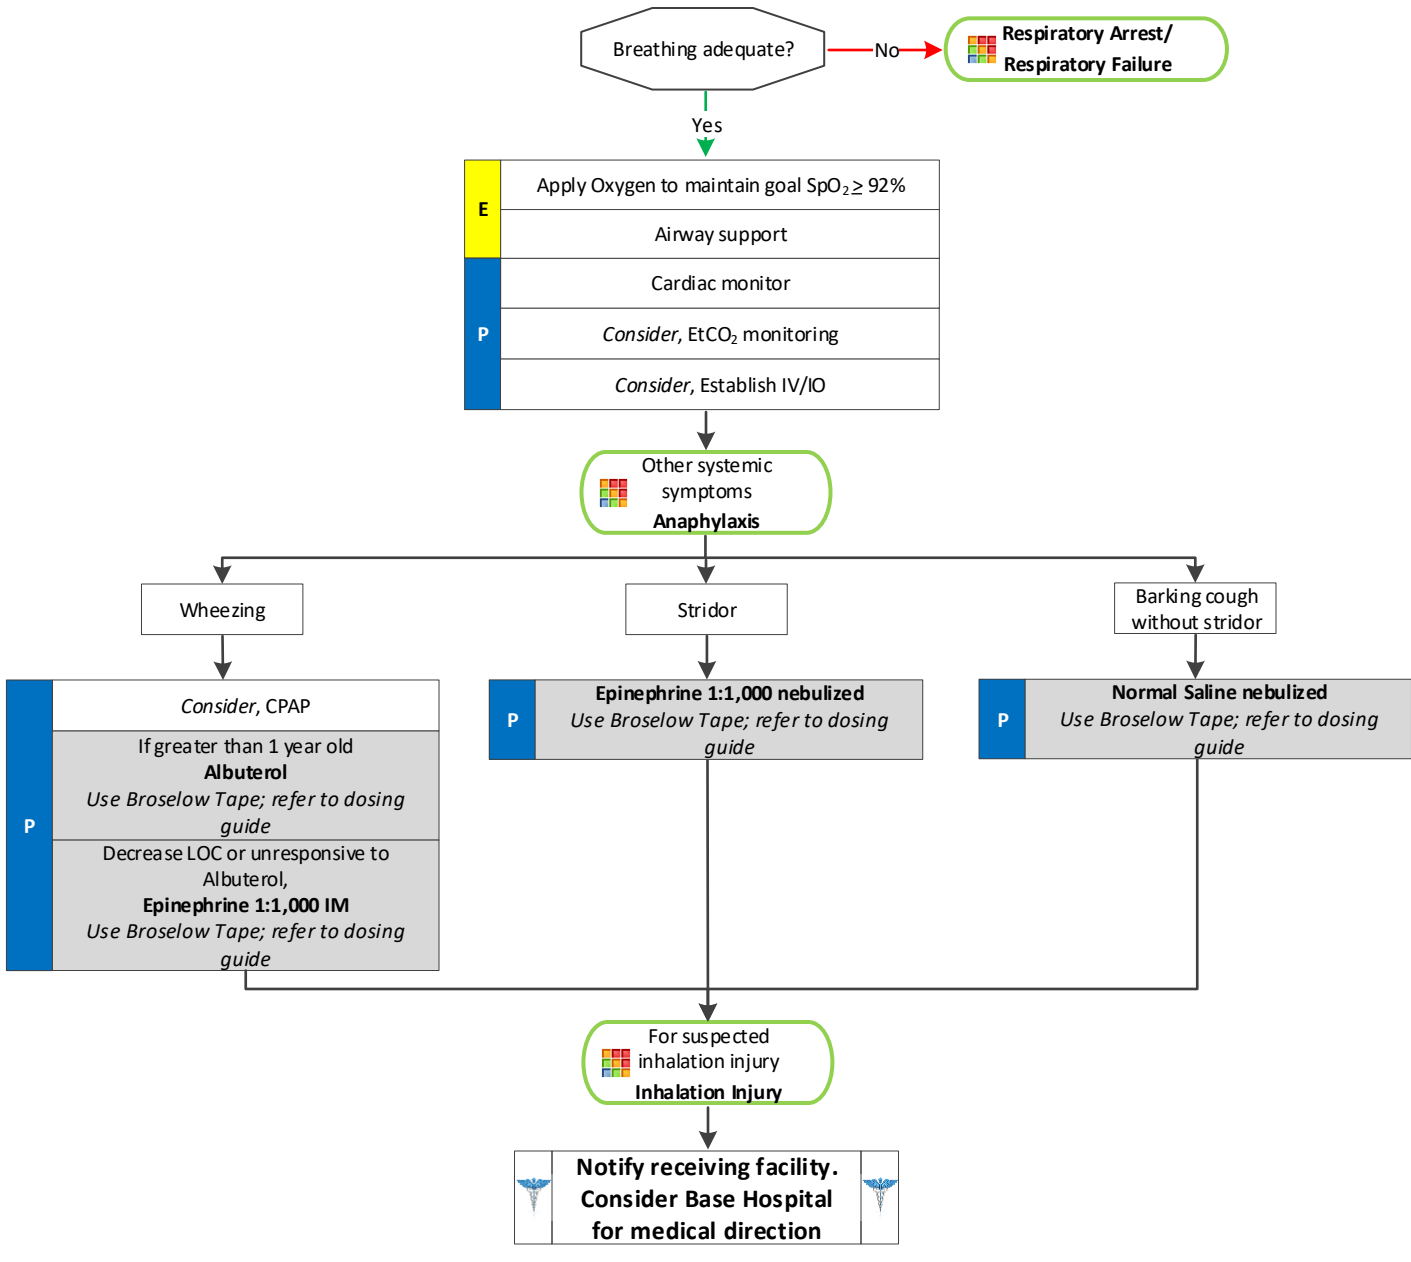 Breathing adequate?
No
Respiratory Arrest/
Respiratory Failure
Yes
E
Apply Oxygen to maintain goal SpO2 ≥ 92%
Airway support
P
Cardiac monitor
Consider, EtCO2 monitoring
Consider, Establish IV/IO
Other systemic
symptoms
Anaphylaxis
Wheezing
Stridor
Barking cough
without stridor
P
Consider, CPAP
If greater than 1 year old
Albuterol
Use Broselow Tape; refer to dosing
guide
Decrease LOC or unresponsive to
Albuterol,
Epinephrine 1:1,000 IM
Use Broselow Tape; refer to dosing
guide
P
Epinephrine 1:1,000 nebulized
Use Broselow Tape; refer to dosing
guide
P
Normal Saline nebulized
Use Broselow Tape; refer to dosing
guide
For suspected
inhalation injury
Inhalation Injury
Notify receiving facility.
Consider Base Hospital
for medical direction